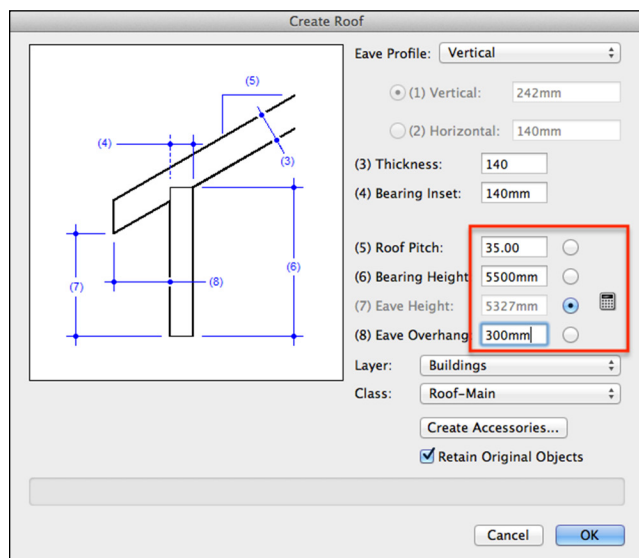 Create Roof
Eave Profile: Vertical
(1) Vertical: 242mm
(2) Horizontal: 140mm
(3) Thickness: 140
(4) Bearing Inset: 140mm
(5) Roof Pitch: 35.00
(6) Bearing Height 5500mm
(7) Eave Height: 5327mm
(8) Eave Overhang 300mm
Layer: Buildings
Class: Roof-Main
Create Accessories...
Retain Original Objects
Cancel OK
(5)
(4)
(3)
(6)
(8)
(7)